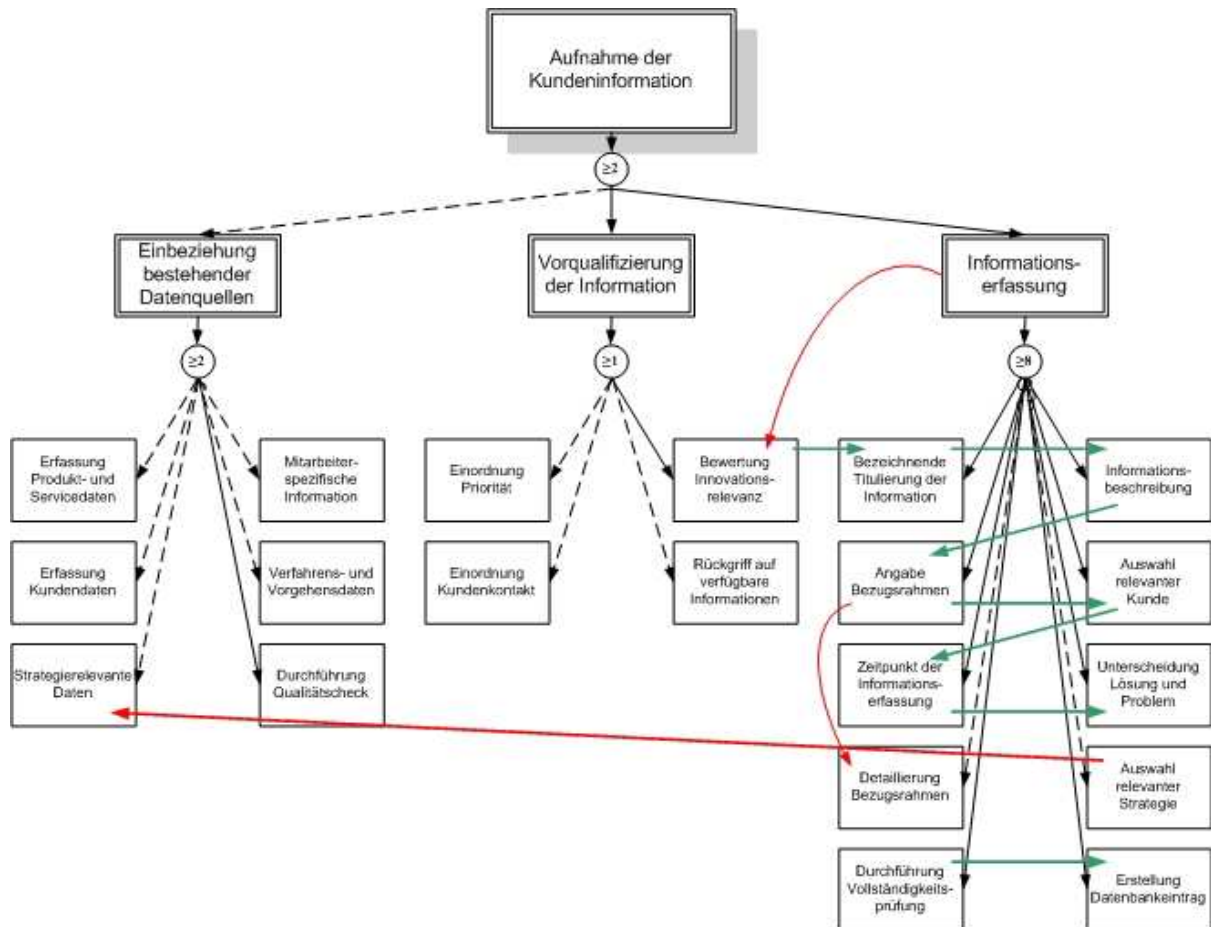 Aufnahme der
Kundeninformation
≥2
Einbeziehung
bestehender
Datenquellen
Vorqualifizierung
der Information
Informations-
erfassung
≥2
≥1
≥8
Erfassung
Produkt- und
Servicedaten
Mitarbeiter-
spezifische
Information
Einordnung
Priorität
Bewertung
Innovations-
relevanz
Bezeichnende
Titulierung der
Information
Informations-
beschreibung
Erfassung
Kundendaten
Verfahrens- und
Vorgehensdaten
Einordnung
Kundenkontakt
Rückgriff auf
verfügbare
Informationen
Angabe
Bezugsrahmen
Auswahl
relevanter
Kunde
Strategierelevante
Daten
Durchführung
Qualitätscheck
Zeitpunkt der
Informations-
erfassung
Unterscheidung
Lösung und
Problem
Detaillierung
Bezugsrahmen
Auswahl
relevanter
Strategie
Durchführung
Vollständigkeits-
prüfung
Erstellung
Datenbankeintrag